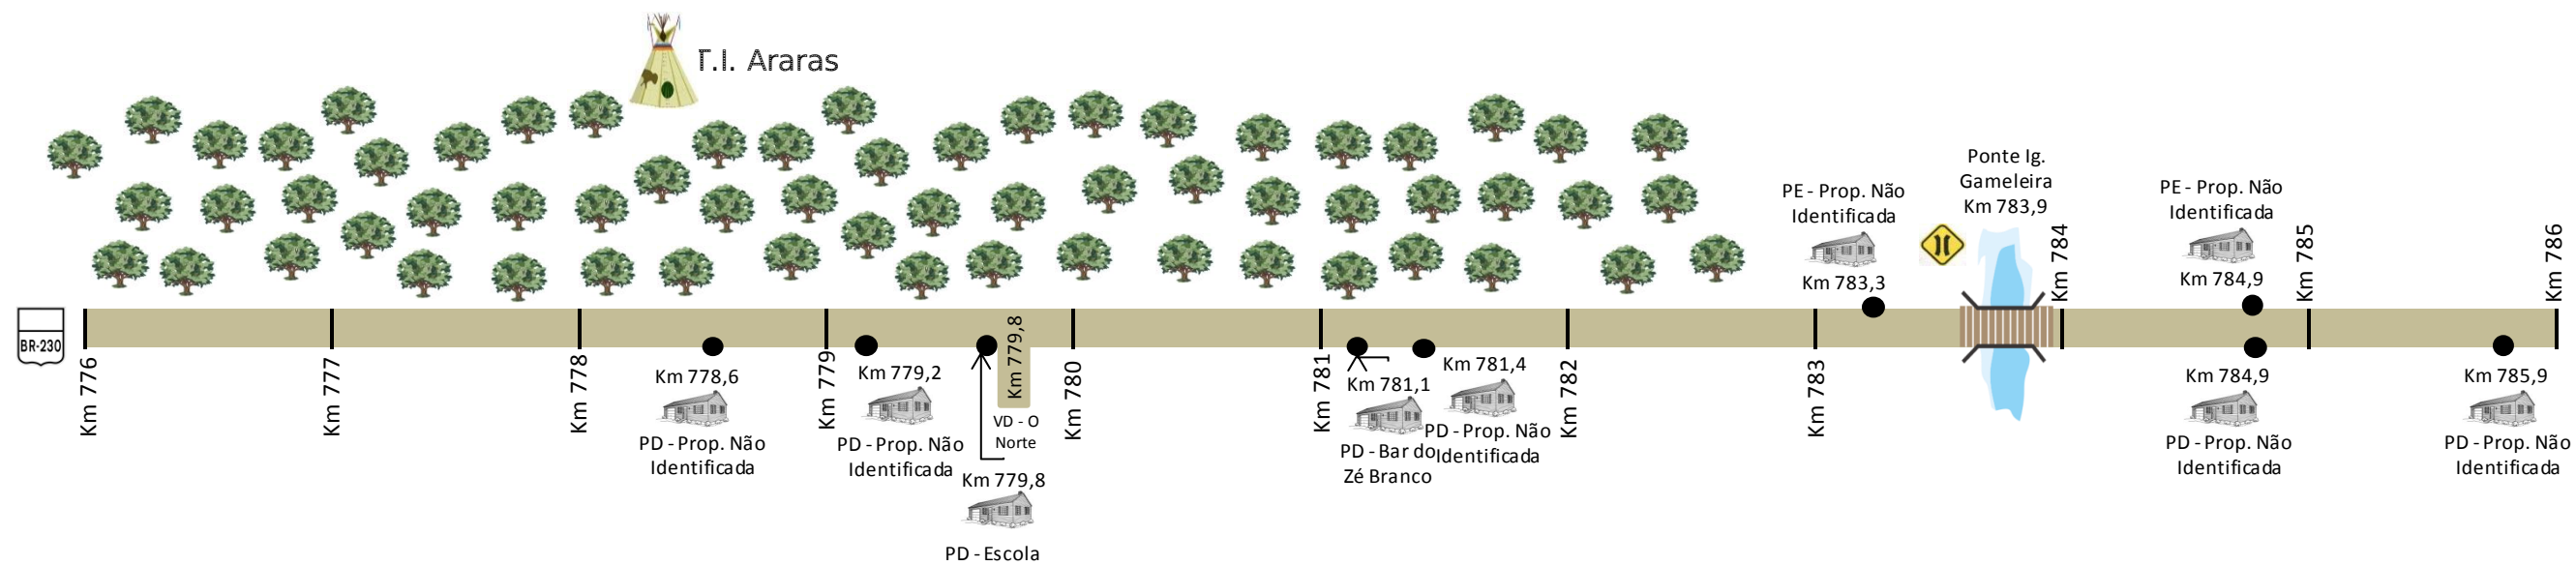 T.I. Araras
BR-230
Km 776
Km 777
Km 778
Km 778,6
PD - Prop. Não
Identificada
Km 779
Km 779,2
PD - Prop. Não
Identificada
Km 779,8
VD - O
Norte
Km 779,8
PD - Escola
Km 780
Km 781
Km 781,1
PD - Bar do
Zé Branco
Km 781,4
PD - Prop. Não
Identificada
Km 782
Km 783
PE - Prop. Não
Identificada
Km 783,3
Ponte Ig.
Gameleira
Km 783,9
Km 784
PE - Prop. Não
Identificada
Km 784,9
Km 784,9
PD - Prop. Não
Identificada
Km 785
Km 785,9
PD - Prop. Não
Identificada
Km 786